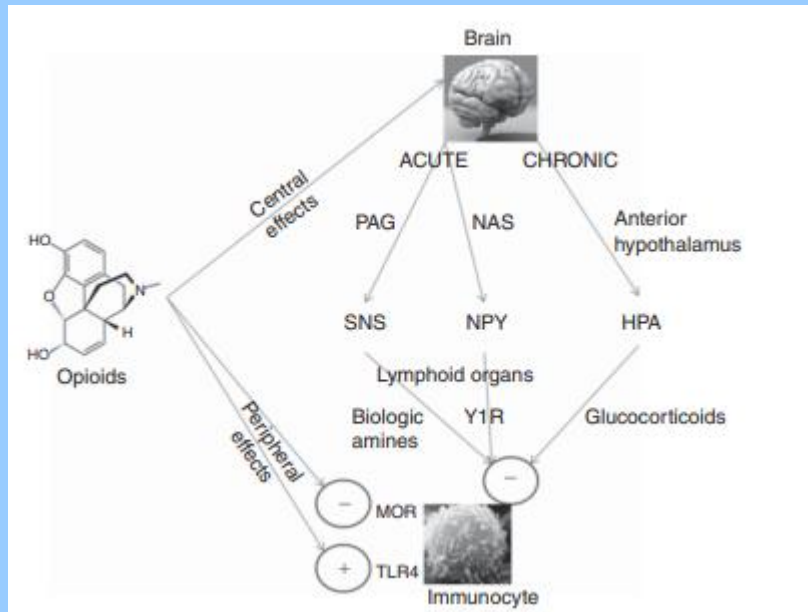 Brain
ACUTE CHRONIC
Central
effects
PAG NAS Anterior
hypothalamus
HO
O
N
H
HO
Opioids
SNS NPY HPA
Lymphoid organs
Biologic
amines
Y1R
Glucocorticoids
Peripheral
effects
−
− MOR
+ TLR4
Immunocyte